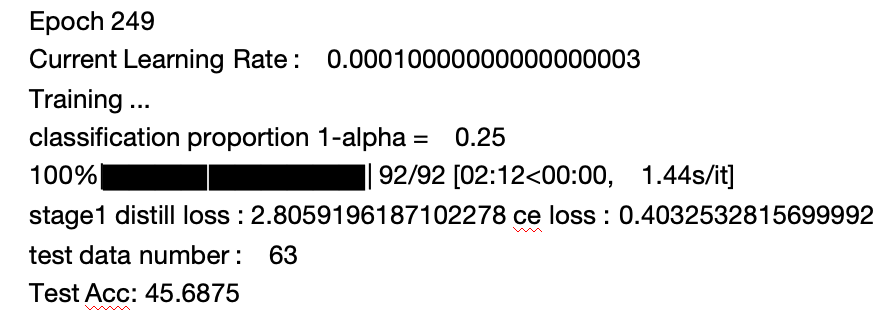 Epoch 249
Current Learning Rate : 0.00010000000000000003
Training ...
classification proportion 1-alpha = 0.25
100%|██████████| 92/92 [02:12<00:00, 1.44s/it]
stage1 distill loss : 2.8059196187102278 ce loss : 0.4032532815699992
test data number : 63
Test Acc: 45.6875